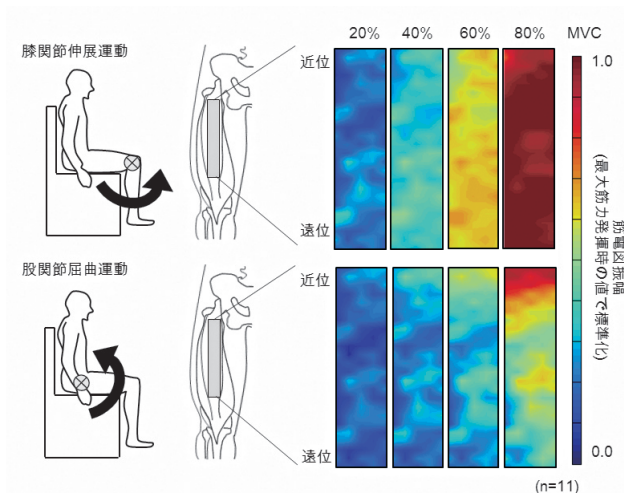 20% 40% 60% 80% MVC
膝関節伸展運動
近位
遠位
1.0
筋電図振幅
(最大筋力発揮時の値で標準化)
0.0
股関節屈曲運動
近位
遠位
(n=11)